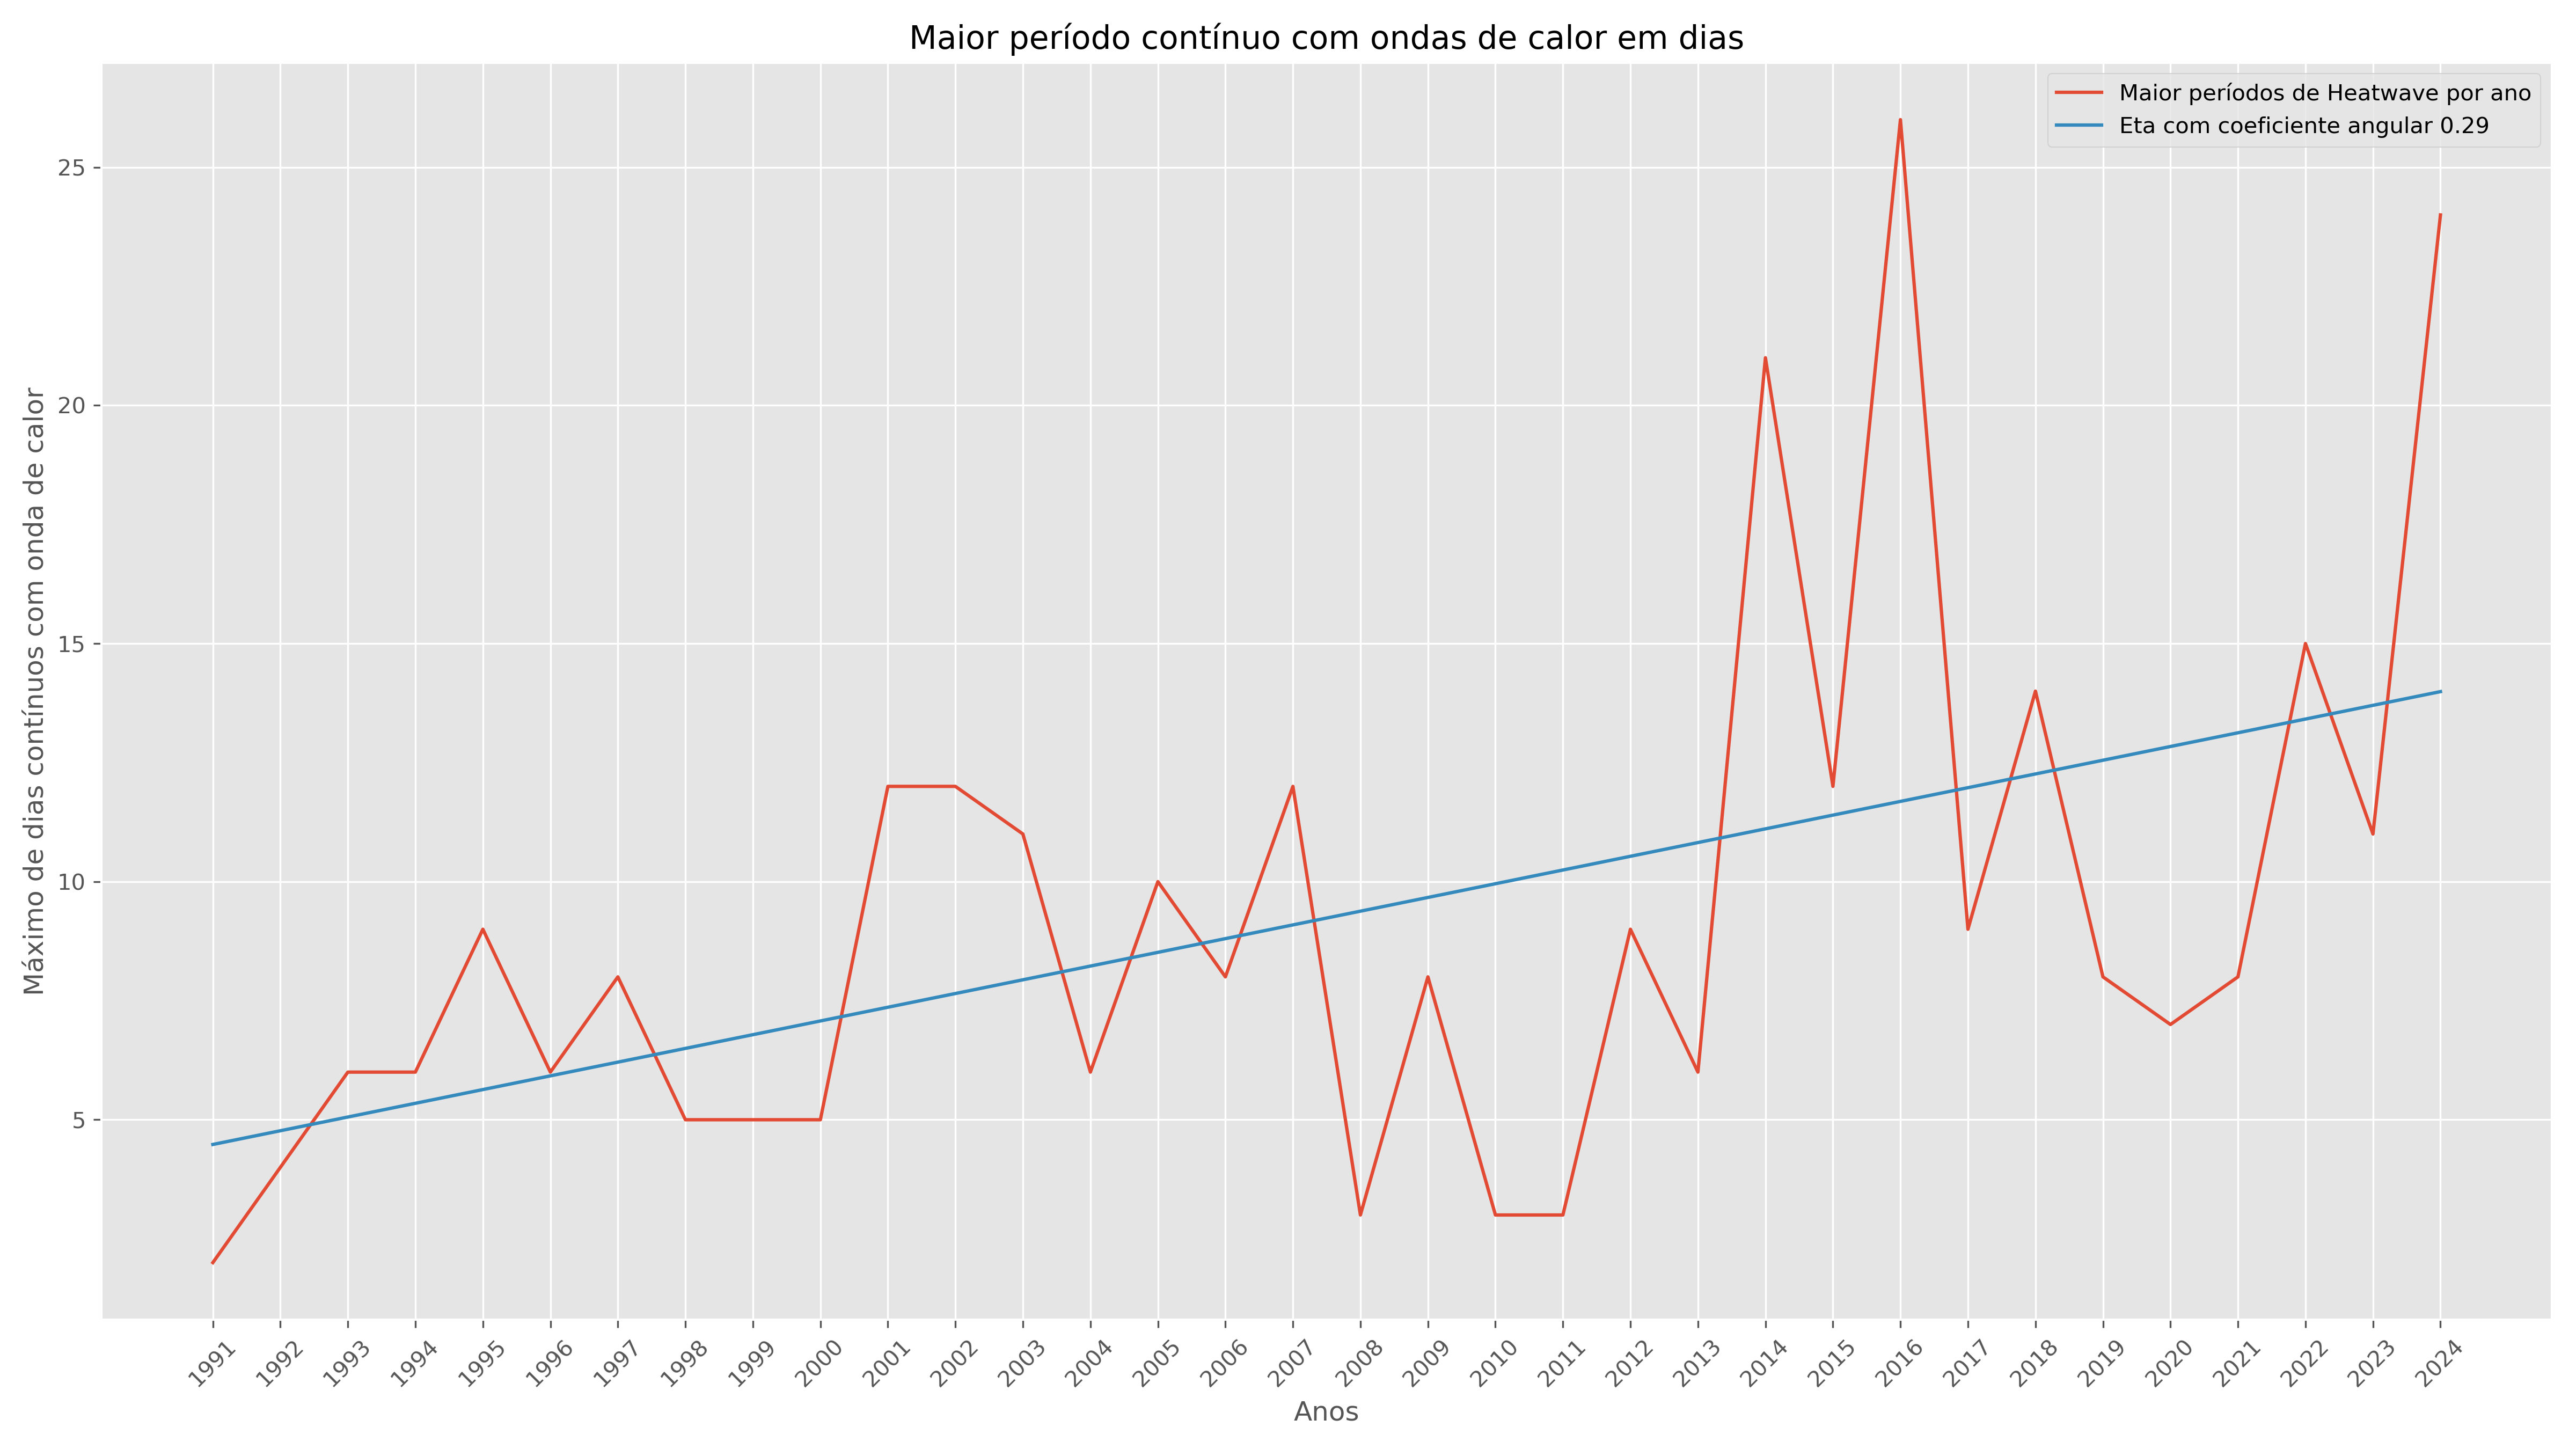 Maior período contínuo com ondas de calor em dias
Maior períodos de Heatwave por ano
Eta com coeficiente angular 0.29
Máximo de dias contínuos com onda de calor
25
20
15
10
5
1991 1992 1993 1994 1995 1996 1997 1998 1999 2000 2001 2002 2003 2004 2005 2006 2007 2008 2009 2010 2011 2012 2013 2014 2015 2016 2017 2018 2019 2020 2021 2022 2023 2024
Anos